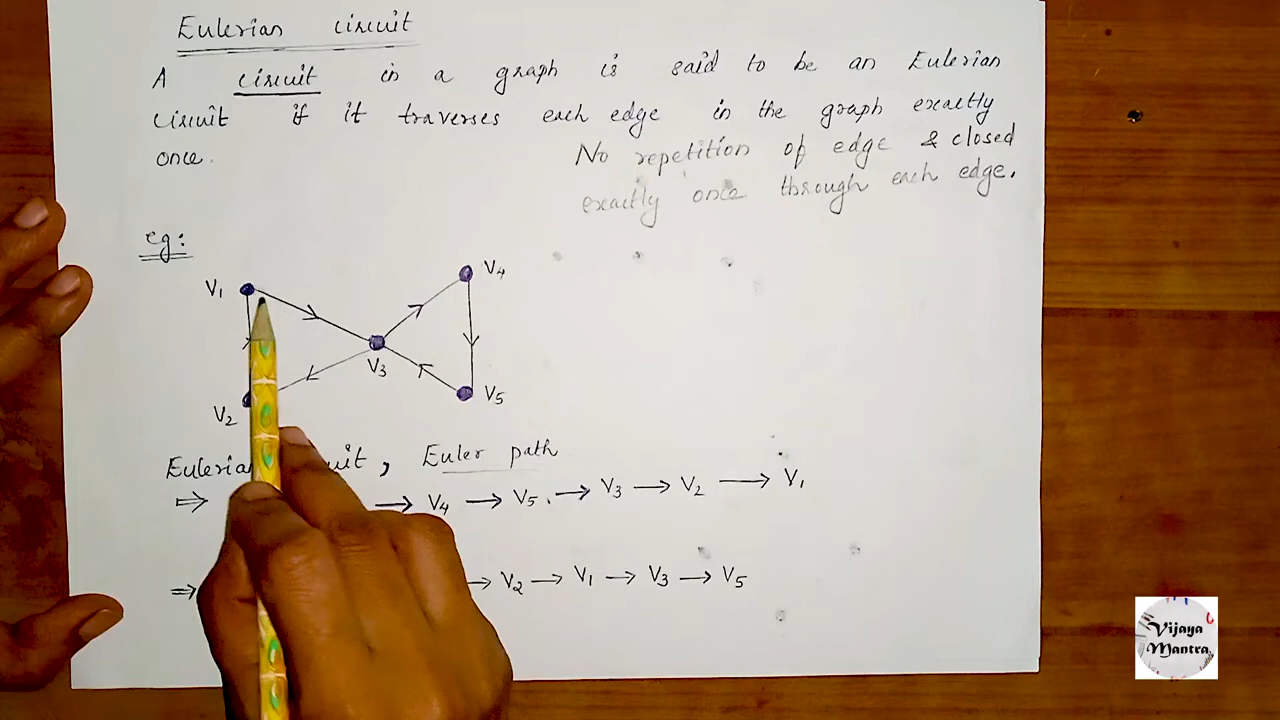 Eulerian circuit
A circuit in a graph is said to be an Eulerian
circuit if it traverses each edge in the graph exactly
once.
No repetition of edge & closed
exactly once through each edge.
eg:
V4
V1
V3
V5
V2
, Euler path
⇒ → V4 → V5 . → V3 → V2 → V1
⇒ → V2 → V1 → V3 → V5
Vijaya
Mantra